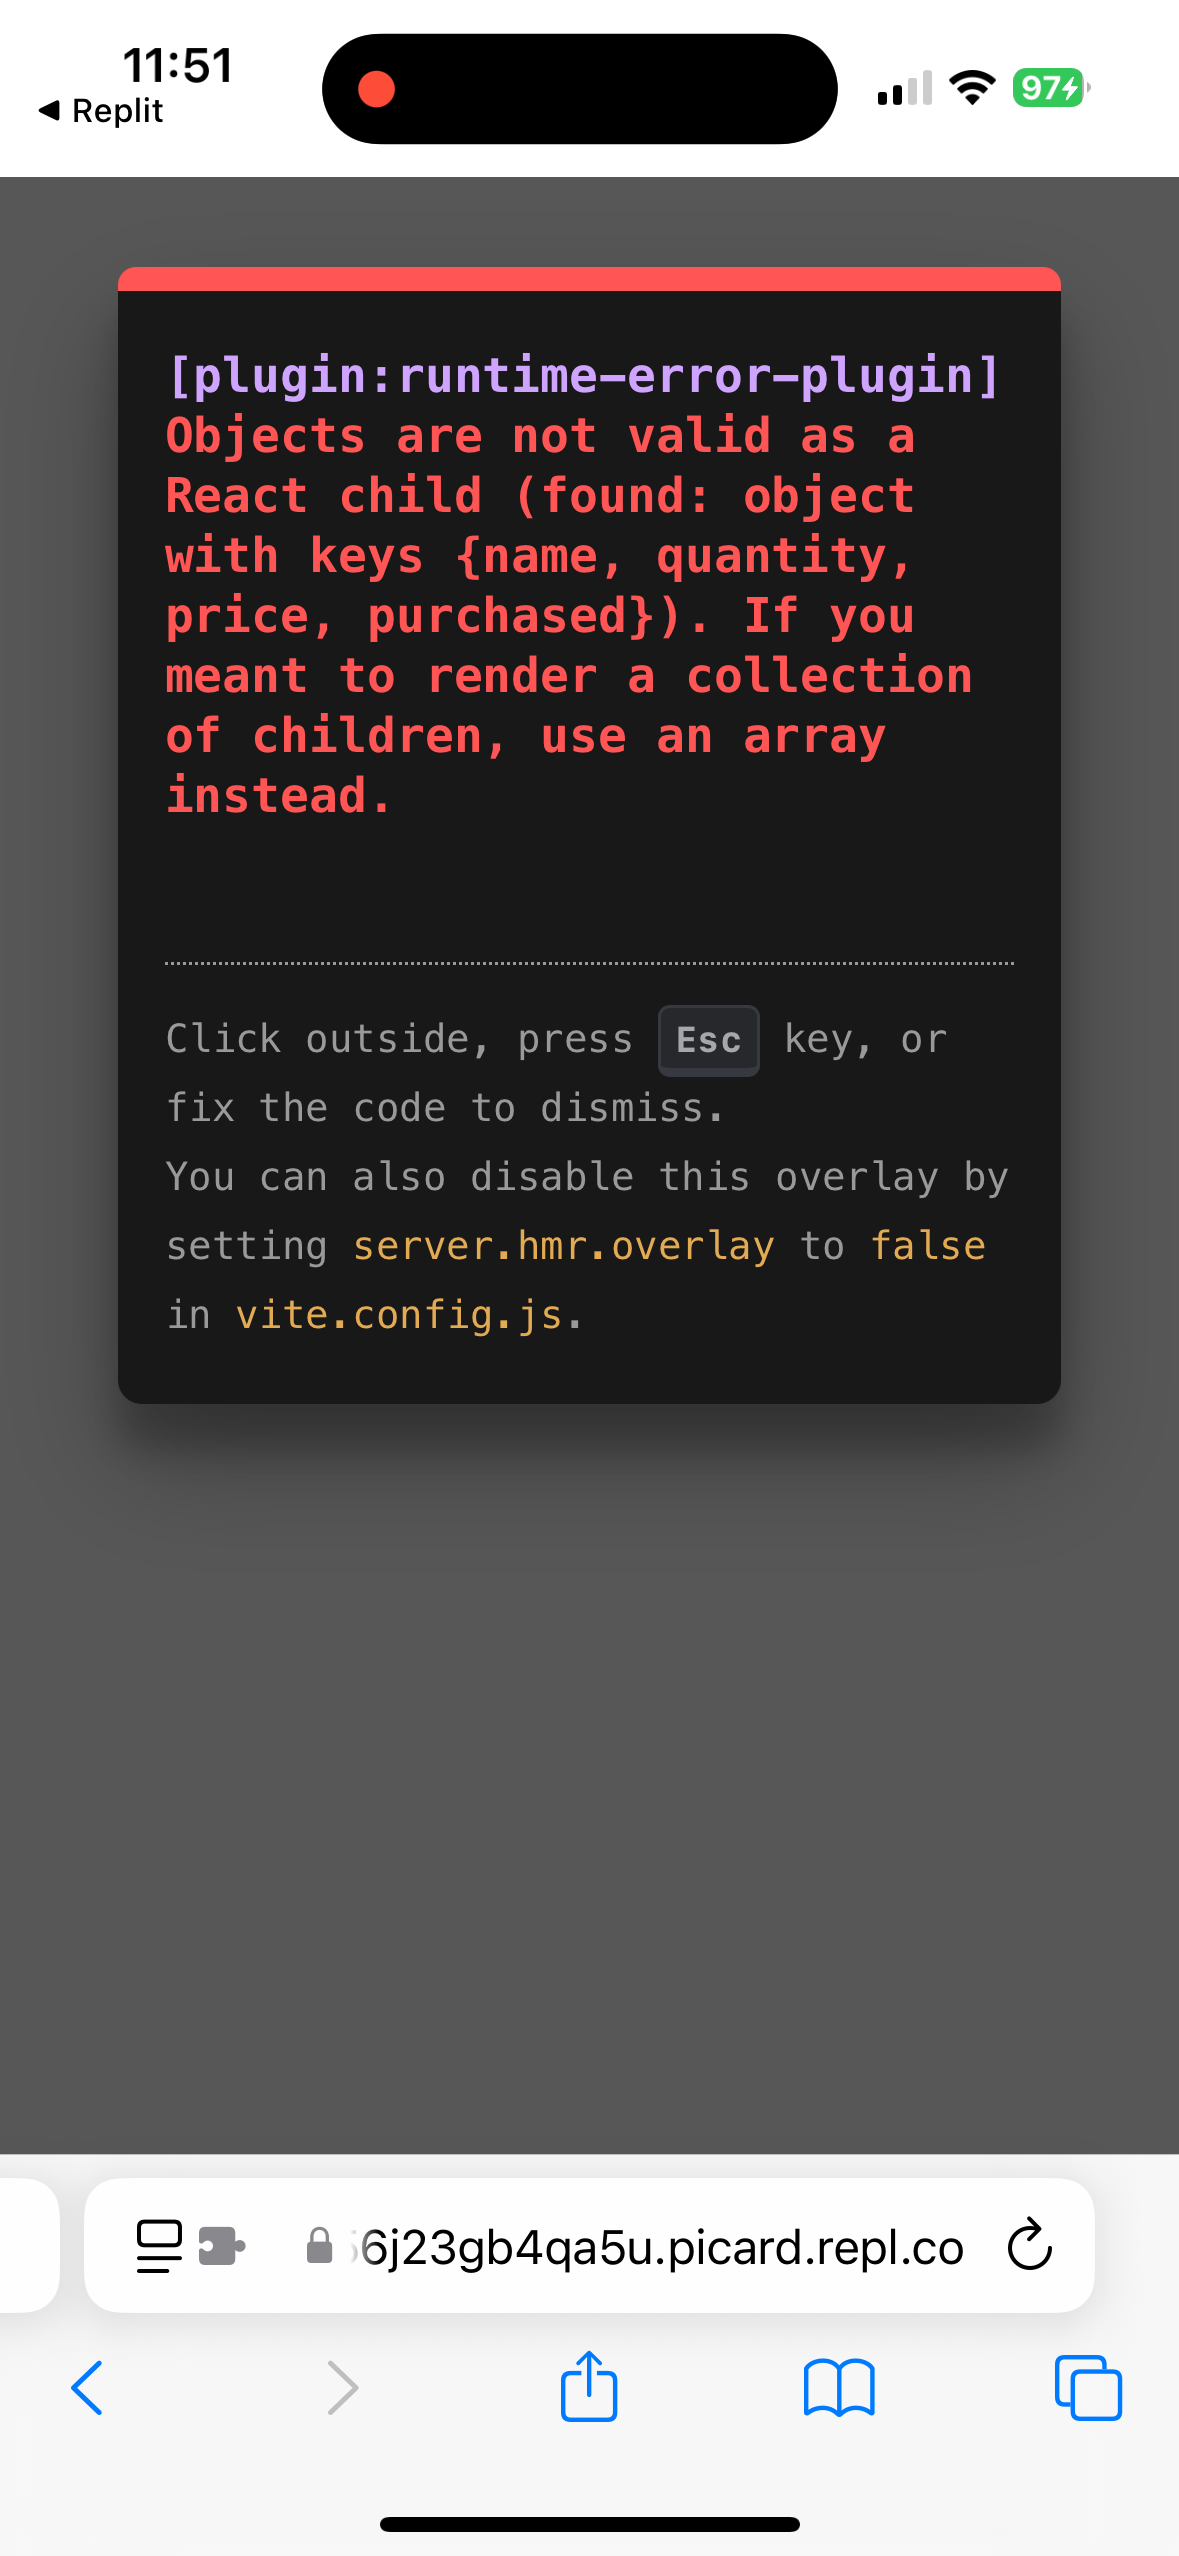 11:51
◀ Replit
97
[plugin:runtime-error-plugin]
Objects are not valid as a
React child (found: object
with keys {name, quantity,
price, purchased}). If you
meant to render a collection
of children, use an array
instead.
Click outside, press Esc key, or
fix the code to dismiss.
You can also disable this overlay by
setting server.hmr.overlay to false
in vite.config.js.
6j23gb4qa5u.picard.repl.co